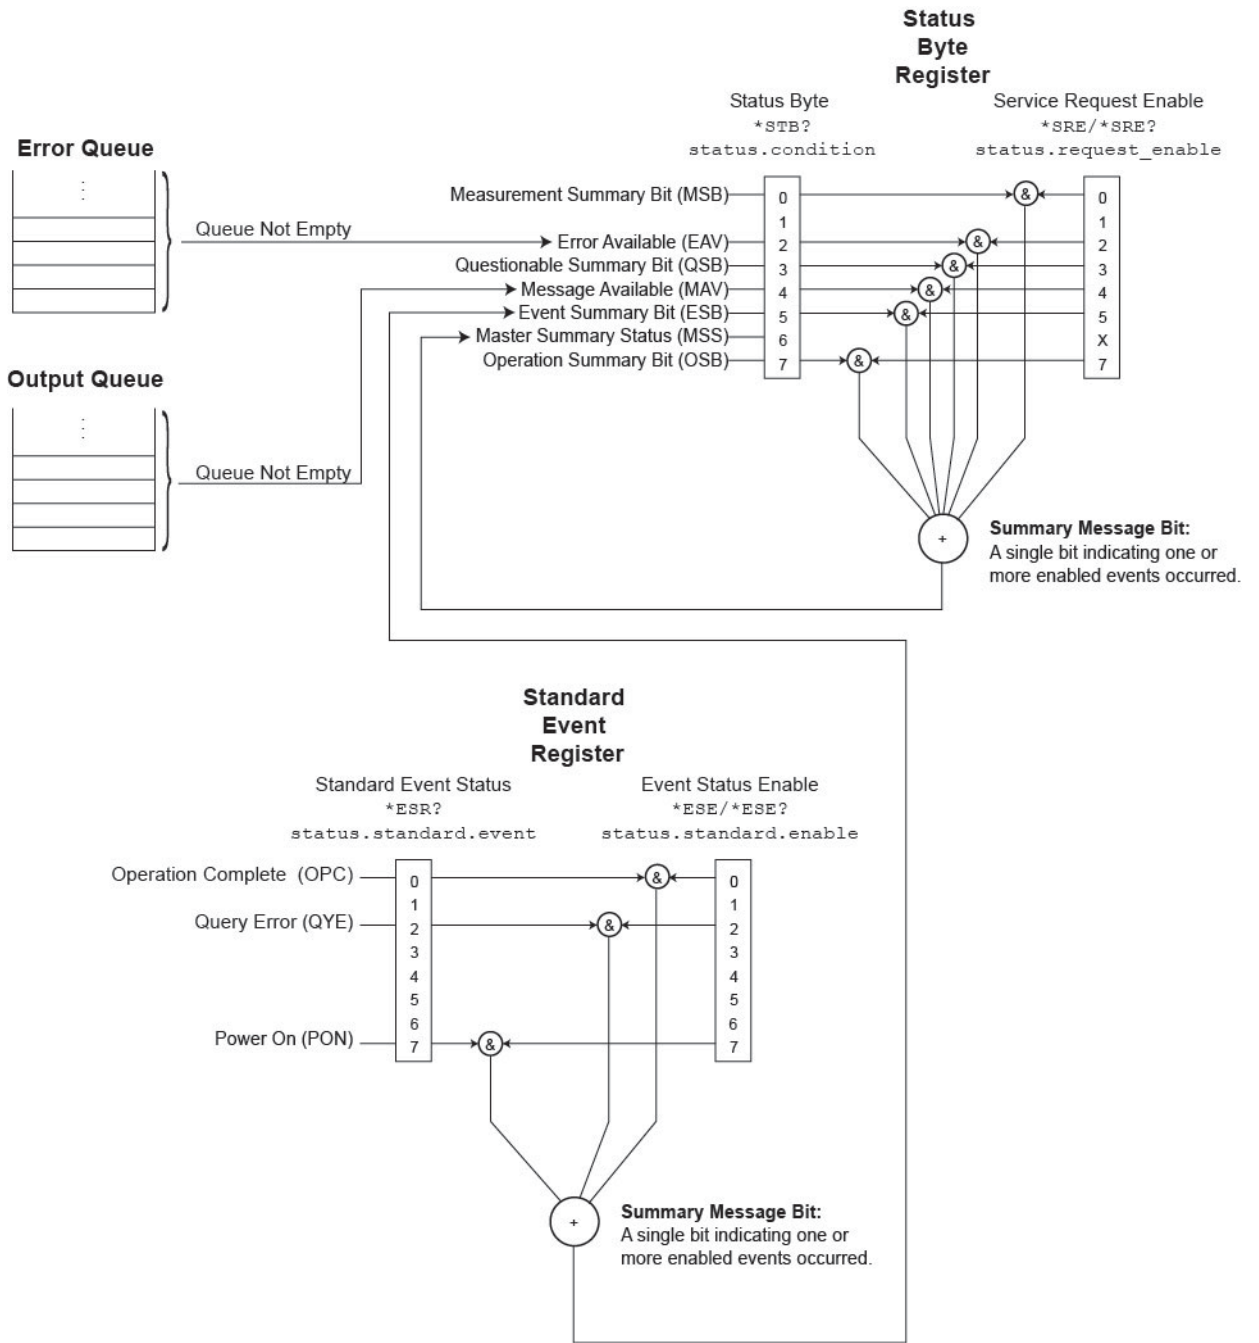 Status
Byte
Register
Status Byte
*STB?
status.condition
Service Request Enable
*SRE/*SRE?
status.request_enable
Error Queue
Queue Not Empty
Output Queue
Queue Not Empty
Measurement Summary Bit (MSB)
Error Available (EAV)
Questionable Summary Bit (QSB)
Message Available (MAV)
Event Summary Bit (ESB)
Master Summary Status (MSS)
Operation Summary Bit (OSB)
0
1
2
3
4
5
6
7
&
&
&
&
&
&
0
1
2
3
4
5
X
7
+
Summary Message Bit:
A single bit indicating one or
more enabled events occurred.
Standard
Event
Register
Standard Event Status
*ESR?
status.standard.event
Event Status Enable
*ESE/*ESE?
status.standard.enable
Operation Complete (OPC)
Query Error (QYE)
Power On (PON)
0
1
2
3
4
5
6
7
&
&
&
0
1
2
3
4
5
6
7
+
Summary Message Bit:
A single bit indicating one or
more enabled events occurred.